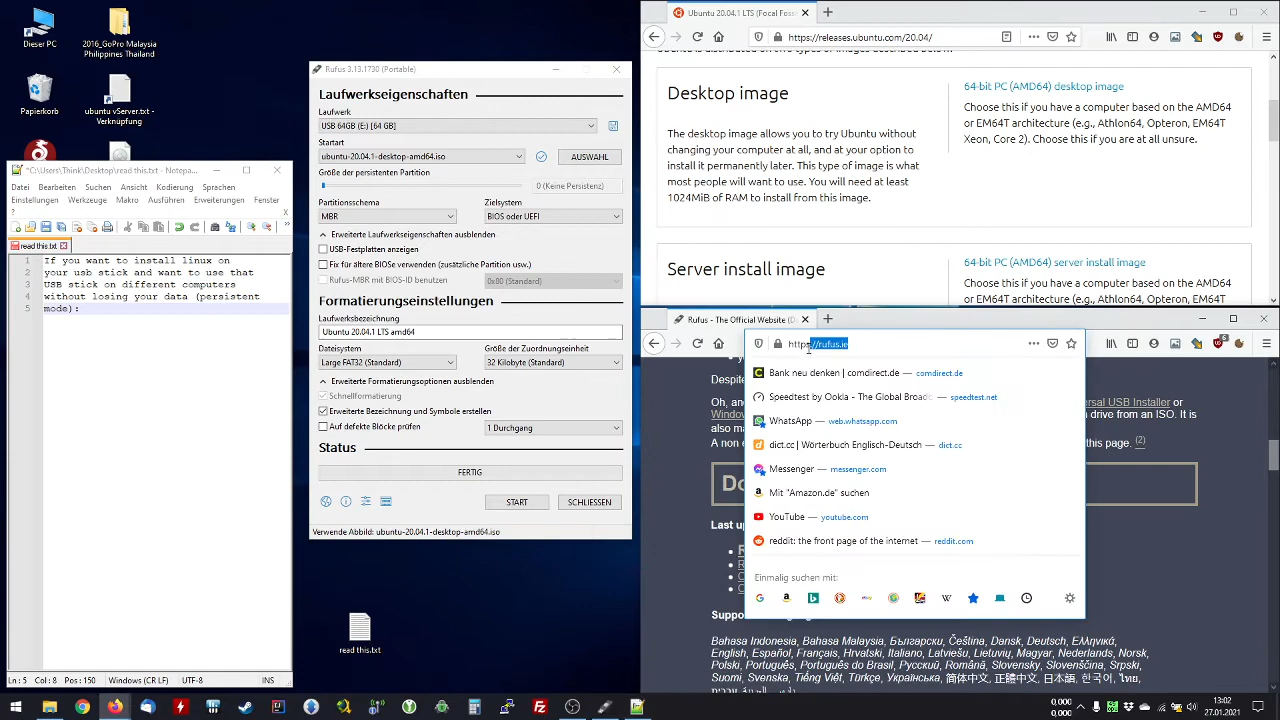 Dieser PC
2016_GoPro Malaysia
Philippines Thailand
Papierkorb
ubuntu vServer.txt -
Verknüpfung
*C:\Users\Think\Desktop\read this.txt - Notepa...
Datei Bearbeiten Suchen Ansicht Kodierung Sprachen
Einstellungen Werkzeuge Makro Ausführen Erweiterungen Fenster
? X
read this.txt
1 If you want to install linux on
2 your usb stick and want to use that
3 USB stick on different computers
4 without losing your data (persistent
5 mode):
Ln: 5 Col: 8 Pos: 150 Windows (CR LF) UTF-8 INS
Rufus 3.13.1730 (Portable)
Laufwerkseigenschaften
Laufwerk
USB 64GB (E:) [64 GB]
Start
ubuntu-20.04.1-desktop-amd64.iso
AUSWAHL
Größe der persistenten Partition
0 (Keine Persistenz)
Partitionsschema Zielsystem
MBR BIOS oder UEFI
Erweiterte Laufwerkseigenschaften ausblenden
USB-Festplatten anzeigen
Fix für ältere BIOSe verwenden (zusätzliche Partition usw.)
Rufus-MBR mit BIOS-ID benutzen 0x80 (Standard)
Formatierungseinstellungen
Laufwerksbezeichnung
Ubuntu 20.04.1 LTS amd64
Dateisystem Größe der Zuordnungseinheit
Large FAT32 (Standard) 32 Kilobyte (Standard)
Erweiterte Formatierungsoptionen ausblenden
Schnellformatierung
Erweiterte Bezeichnung und Symbole erstellen
Auf defekte Blöcke prüfen 1 Durchgang
Status
FERTIG
START SCHLIESSEN
Verwende Abbild: ubuntu-20.04.1-desktop-amd64.iso
read this.txt
Ubuntu 20.04.1 LTS (Focal Foss
https://releases.ubuntu.com/20.04/
Desktop image
The desktop image allows you to try Ubuntu without
changing your computer at all, and at your option to
install it permanently later. This type of image is what
most people will want to use. You will need at least
1024MiB of RAM to install from this image.
64-bit PC (AMD64) desktop image
Choose this if you have a computer based on the AMD64
or EM64T architecture (e.g., Athlon64, Opteron, EM64T
Xeon, Core 2). Choose this if you are at all unsure.
Server install image
64-bit PC (AMD64) server install image
Choose this if you have a computer based on the AMD64
or EM64T architecture (e.g., Athlon64, Opteron, EM64T
Rufus - The Official Website (D
https://rufus.ie
6
Bank neu denken | comdirect.de — comdirect.de
Speedtest by Ookla - The Global Broadb — speedtest.net
WhatsApp — web.whatsapp.com
dict.cc | Wörterbuch Englisch-Deutsch — dict.cc
Messenger — messenger.com
Mit "Amazon.de" suchen
YouTube — youtube.com
reddit: the front page of the internet — reddit.com
Einmalig suchen mit:
Despite
Oh, and
ersal USB Installer or
Window
n drive from an ISO. It is
also ma
A non e
this page. (2)
Do
Last up
Suppo
Bahasa Indonesia, Bahasa Malaysia, Български, Čeština, Dansk, Deutsch, Ελληνικά,
English, Español, Français, Hrvatski, Italiano, Latviešu, Lietuvių, Magyar, Nederlands, Norsk,
Polski, Português, Português do Brasil, Русский, Română, Slovensky, Slovenščina, Srpski,
Suomi, Svenska, Tiếng Việt, Türkçe, Українська, 简体中文, 正體中文, 日本語, 한국어, ไทย,
0.000
0.000
13:02
27.01.2021